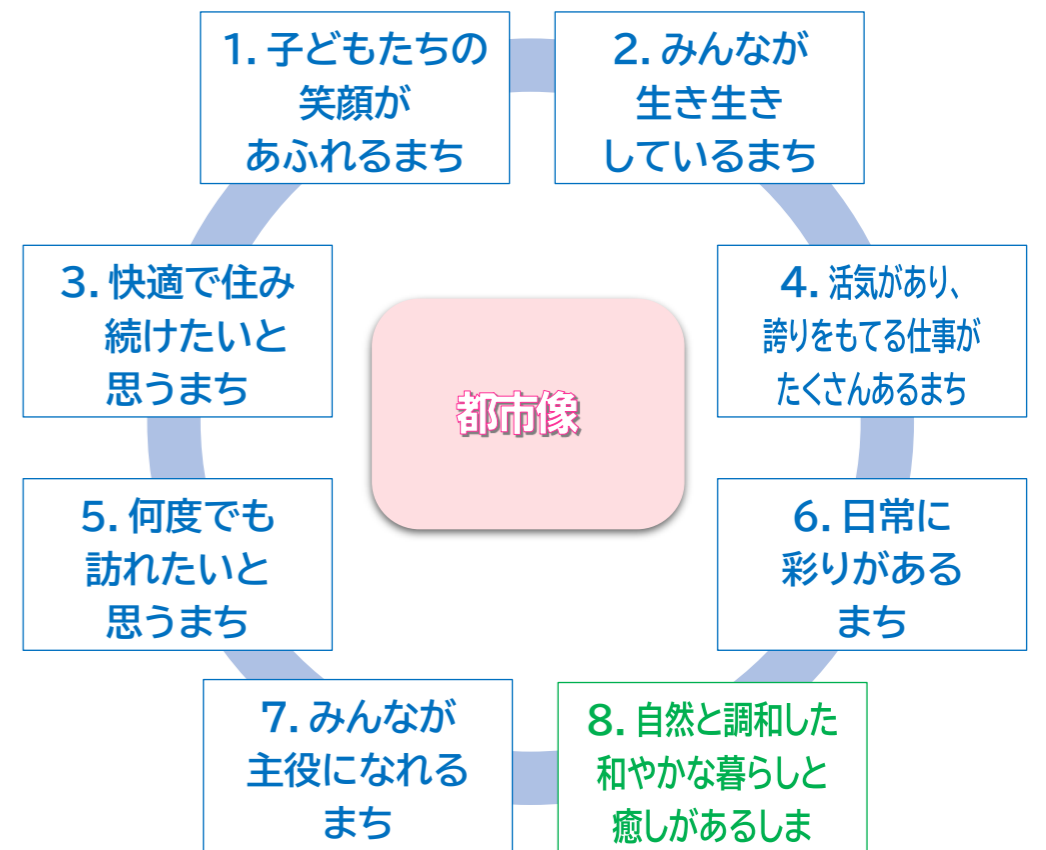 1. 子どもたちの
笑顔が
あふれるまち
2. みんなが
生き生き
しているまち
3. 快適で住み
続けたいと
思うまち
4. 活気があり、
誇りをもてる仕事が
たくさんあるまち
都市像
5. 何度でも
訪れたいと
思うまち
6. 日常に
彩りがある
まち
7. みんなが
主役になれる
まち
8. 自然と調和した
和やかな暮らしと
癒しがあるしま